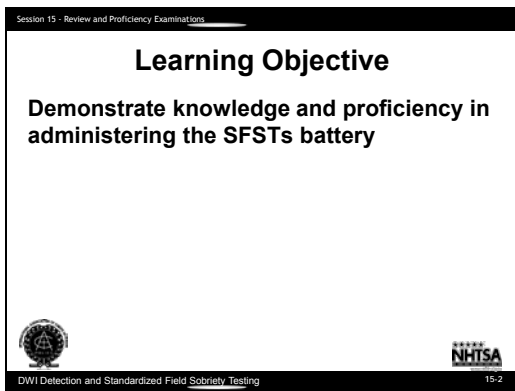 Session 15 - Review and Proficiency Examinations
Learning Objective
Demonstrate knowledge and proficiency in
administering the SFSTs battery
NHTSA
DWI Detection and Standardized Field Sobriety Testing
15-2